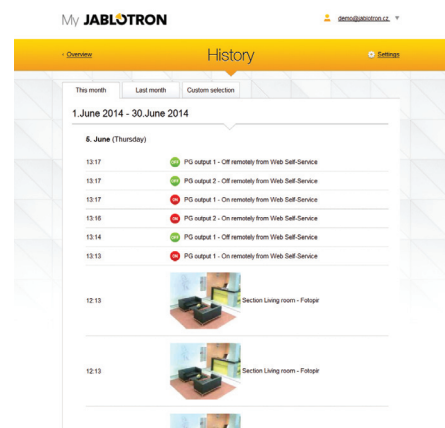 My JABLOTRON
demo@jablotron.cz
Overview
History
Settings
This month
Last month
Custom selection
1.June 2014 - 30.June 2014
5. June (Thursday)
13:17 OFF PG output 1 - Off remotely from Web Self-Service
13:17 OFF PG output 2 - Off remotely from Web Self-Service
13:17 ON PG output 1 - On remotely from Web Self-Service
13:16 ON PG output 2 - On remotely from Web Self-Service
13:14 OFF PG output 1 - Off remotely from Web Self-Service
13:13 ON PG output 1 - On remotely from Web Self-Service
12:13 Section Living room - Fotopir
12:13 Section Living room - Fotopir